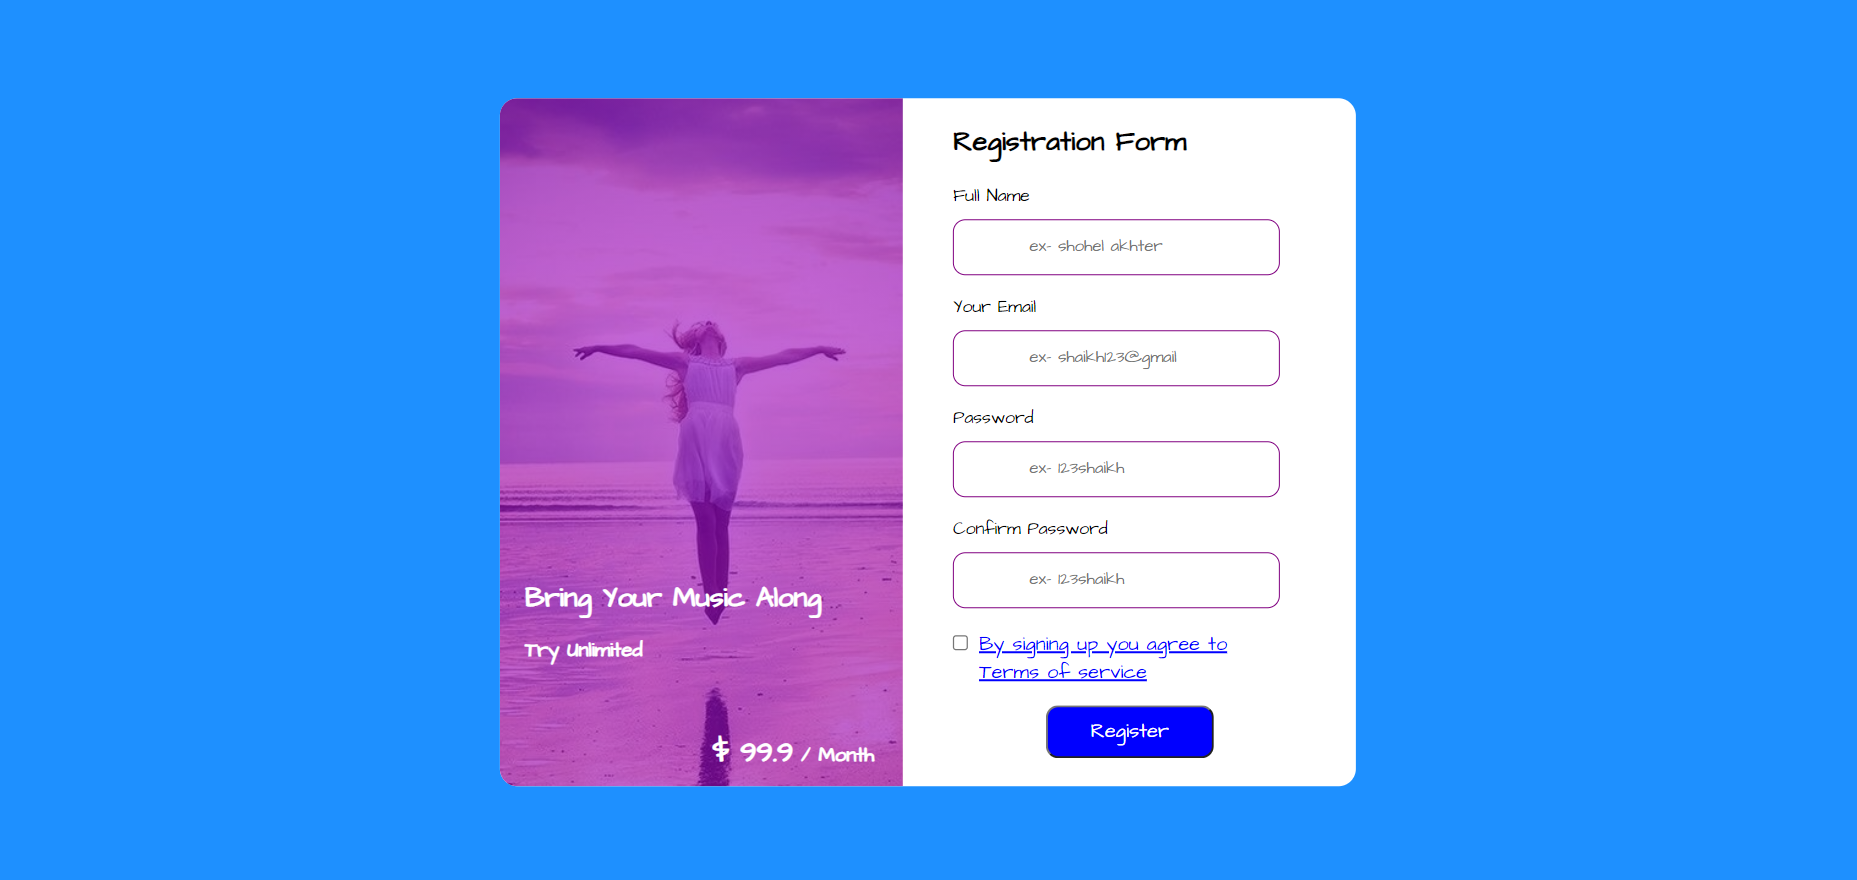 Bring Your Music Along
Try Unlimited
$ 99.9 / Month
Registration Form
Full Name
ex- shohel akhter
Your Email
ex- shaikh123@gmail
Password
ex- 123shaikh
Confirm Password
ex- 123shaikh
By signing up you agree to
Terms of service
Register